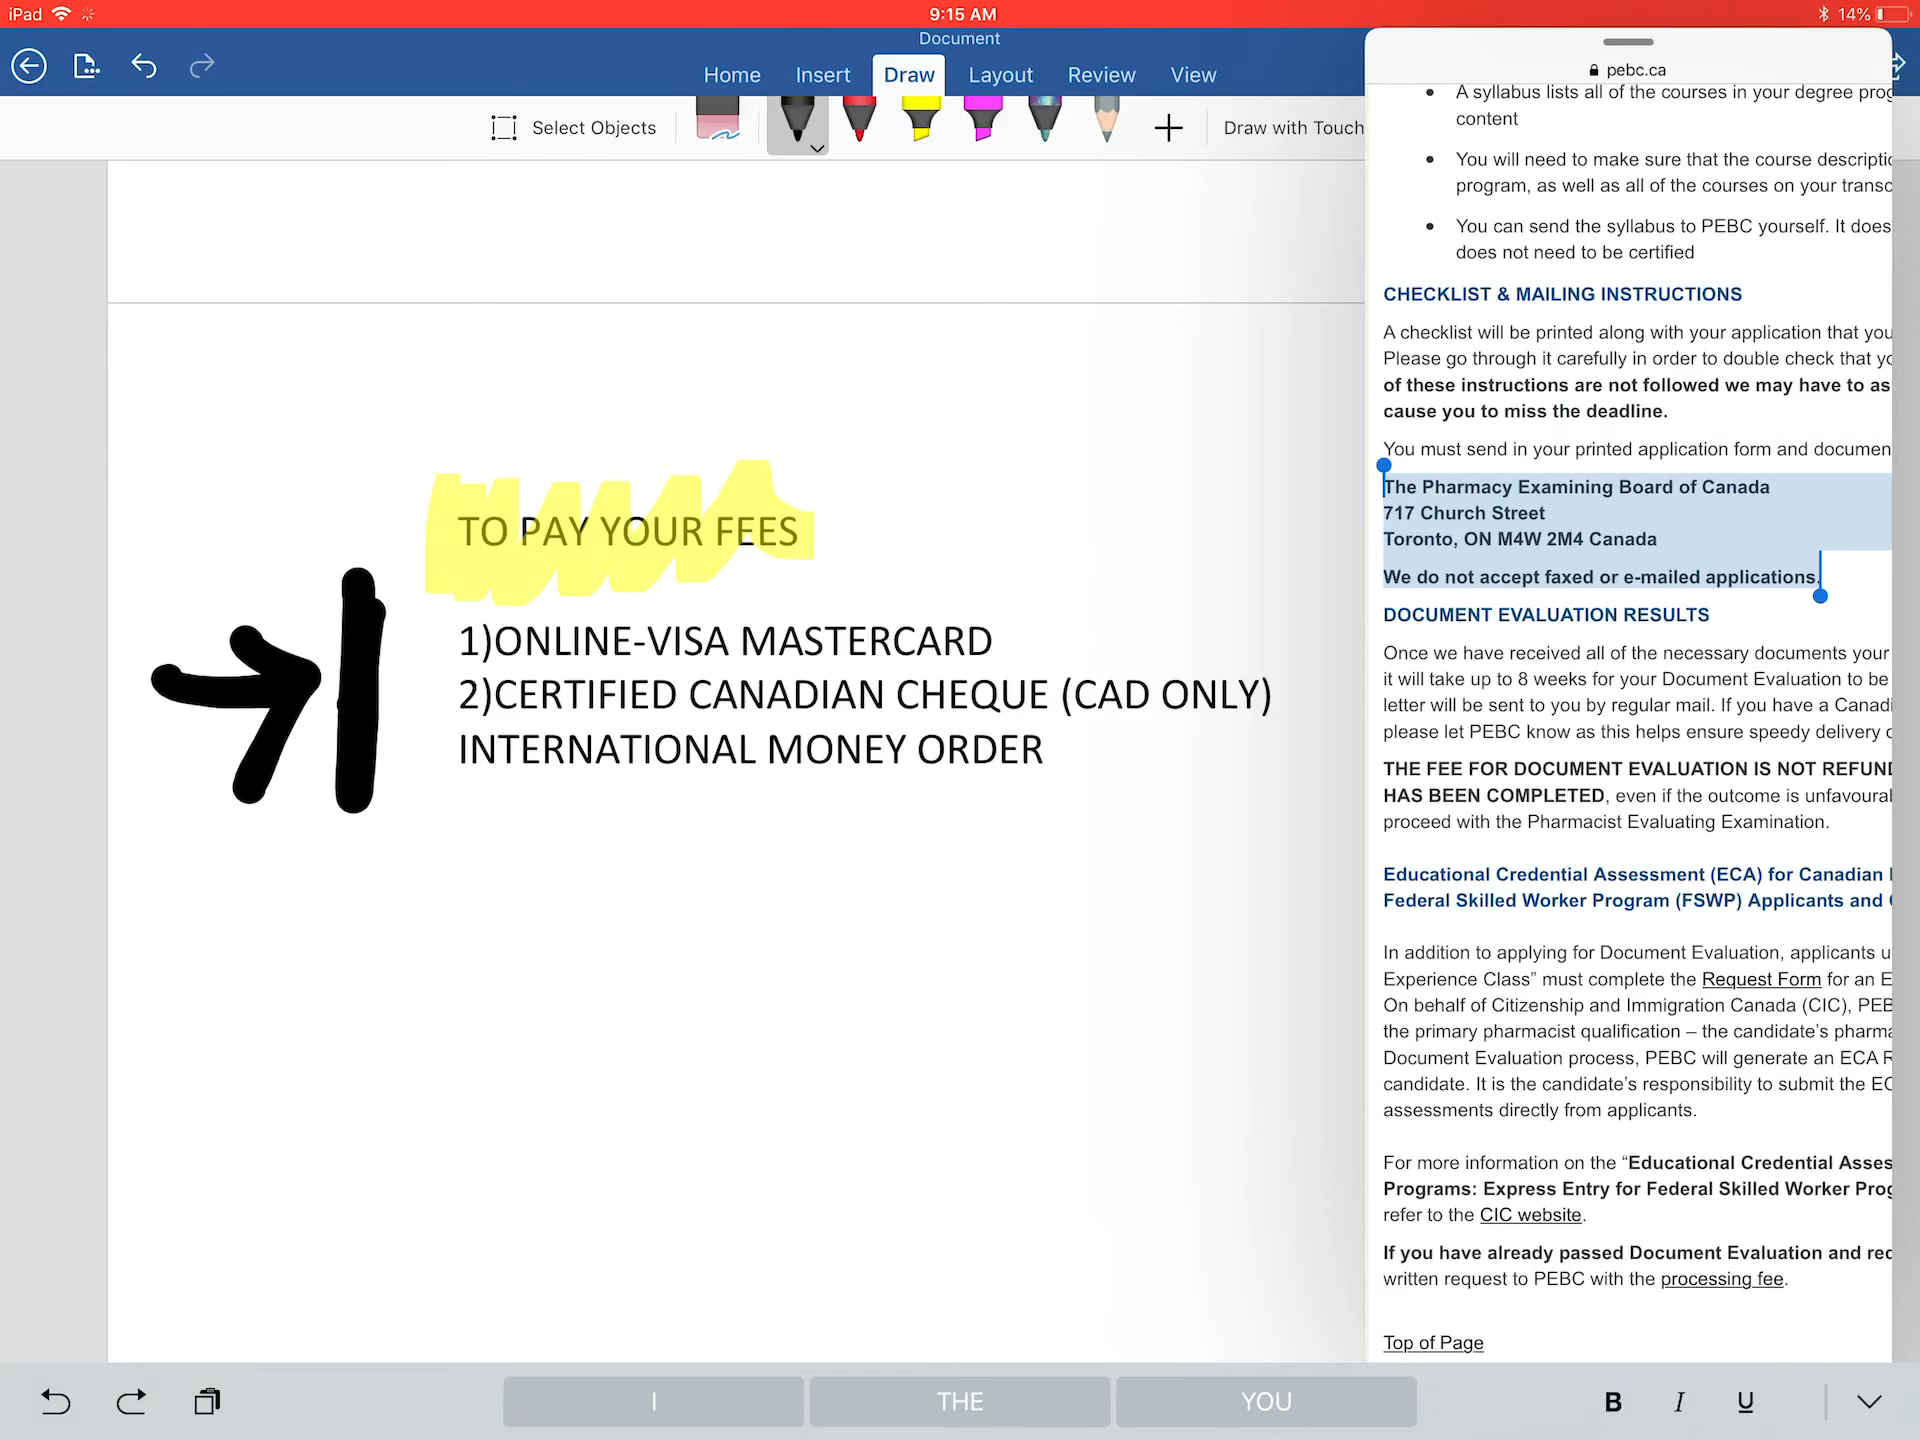 iPad
9:15 AM
14%
Document
Home Insert Draw Layout Review View
Select Objects
Draw with Touch
TO PAY YOUR FEES
1)ONLINE-VISA MASTERCARD
2)CERTIFIED CANADIAN CHEQUE (CAD ONLY)
INTERNATIONAL MONEY ORDER
pebc.ca
A syllabus lists all of the courses in your degree prog
content
You will need to make sure that the course descriptic
program, as well as all of the courses on your transc
You can send the syllabus to PEBC yourself. It does
does not need to be certified
CHECKLIST & MAILING INSTRUCTIONS
A checklist will be printed along with your application that you
Please go through it carefully in order to double check that yo
of these instructions are not followed we may have to as
cause you to miss the deadline.
You must send in your printed application form and documen
The Pharmacy Examining Board of Canada
717 Church Street
Toronto, ON M4W 2M4 Canada
We do not accept faxed or e-mailed applications.
DOCUMENT EVALUATION RESULTS
Once we have received all of the necessary documents your
it will take up to 8 weeks for your Document Evaluation to be
letter will be sent to you by regular mail. If you have a Canadi
please let PEBC know as this helps ensure speedy delivery o
THE FEE FOR DOCUMENT EVALUATION IS NOT REFUND
HAS BEEN COMPLETED, even if the outcome is unfavourab
proceed with the Pharmacist Evaluating Examination.
Educational Credential Assessment (ECA) for Canadian
Federal Skilled Worker Program (FSWP) Applicants and
In addition to applying for Document Evaluation, applicants u
Experience Class” must complete the Request Form for an E
On behalf of Citizenship and Immigration Canada (CIC), PEB
the primary pharmacist qualification – the candidate’s pharma
Document Evaluation process, PEBC will generate an ECA R
candidate. It is the candidate’s responsibility to submit the EC
assessments directly from applicants.
For more information on the “Educational Credential Asses
Programs: Express Entry for Federal Skilled Worker Prog
refer to the CIC website.
If you have already passed Document Evaluation and req
written request to PEBC with the processing fee.
Top of Page
I THE YOU
B I U